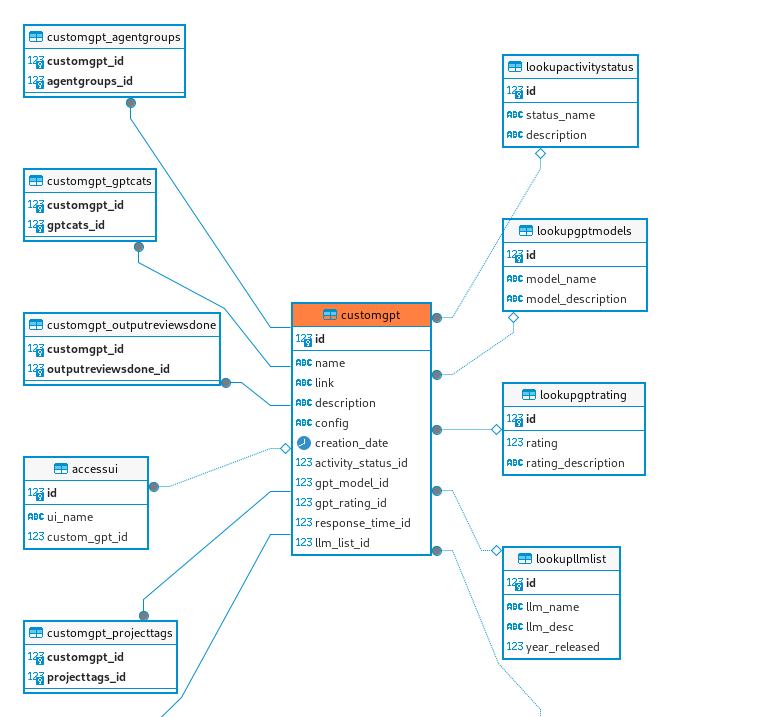 customgpt_agentgroups
123 customgpt_id
123 agentgroups_id
customgpt_gptcats
123 customgpt_id
123 gptcats_id
customgpt_outputreviewsdone
123 customgpt_id
123 outputreviewsdone_id
accessui
123 id
ABC ui_name
123 custom_gpt_id
customgpt_projecttags
123 customgpt_id
123 projecttags_id
customgpt
123 id
ABC name
ABC link
ABC description
ABC config
creation_date
123 activity_status_id
123 gpt_model_id
123 gpt_rating_id
123 response_time_id
123 llm_list_id
lookupactivitystatus
123 id
ABC status_name
ABC description
lookupgptmodels
123 id
ABC model_name
ABC model_description
lookupgptrating
123 id
123 rating
ABC rating_description
lookupllmlist
123 id
ABC llm_name
ABC llm_desc
123 year_released